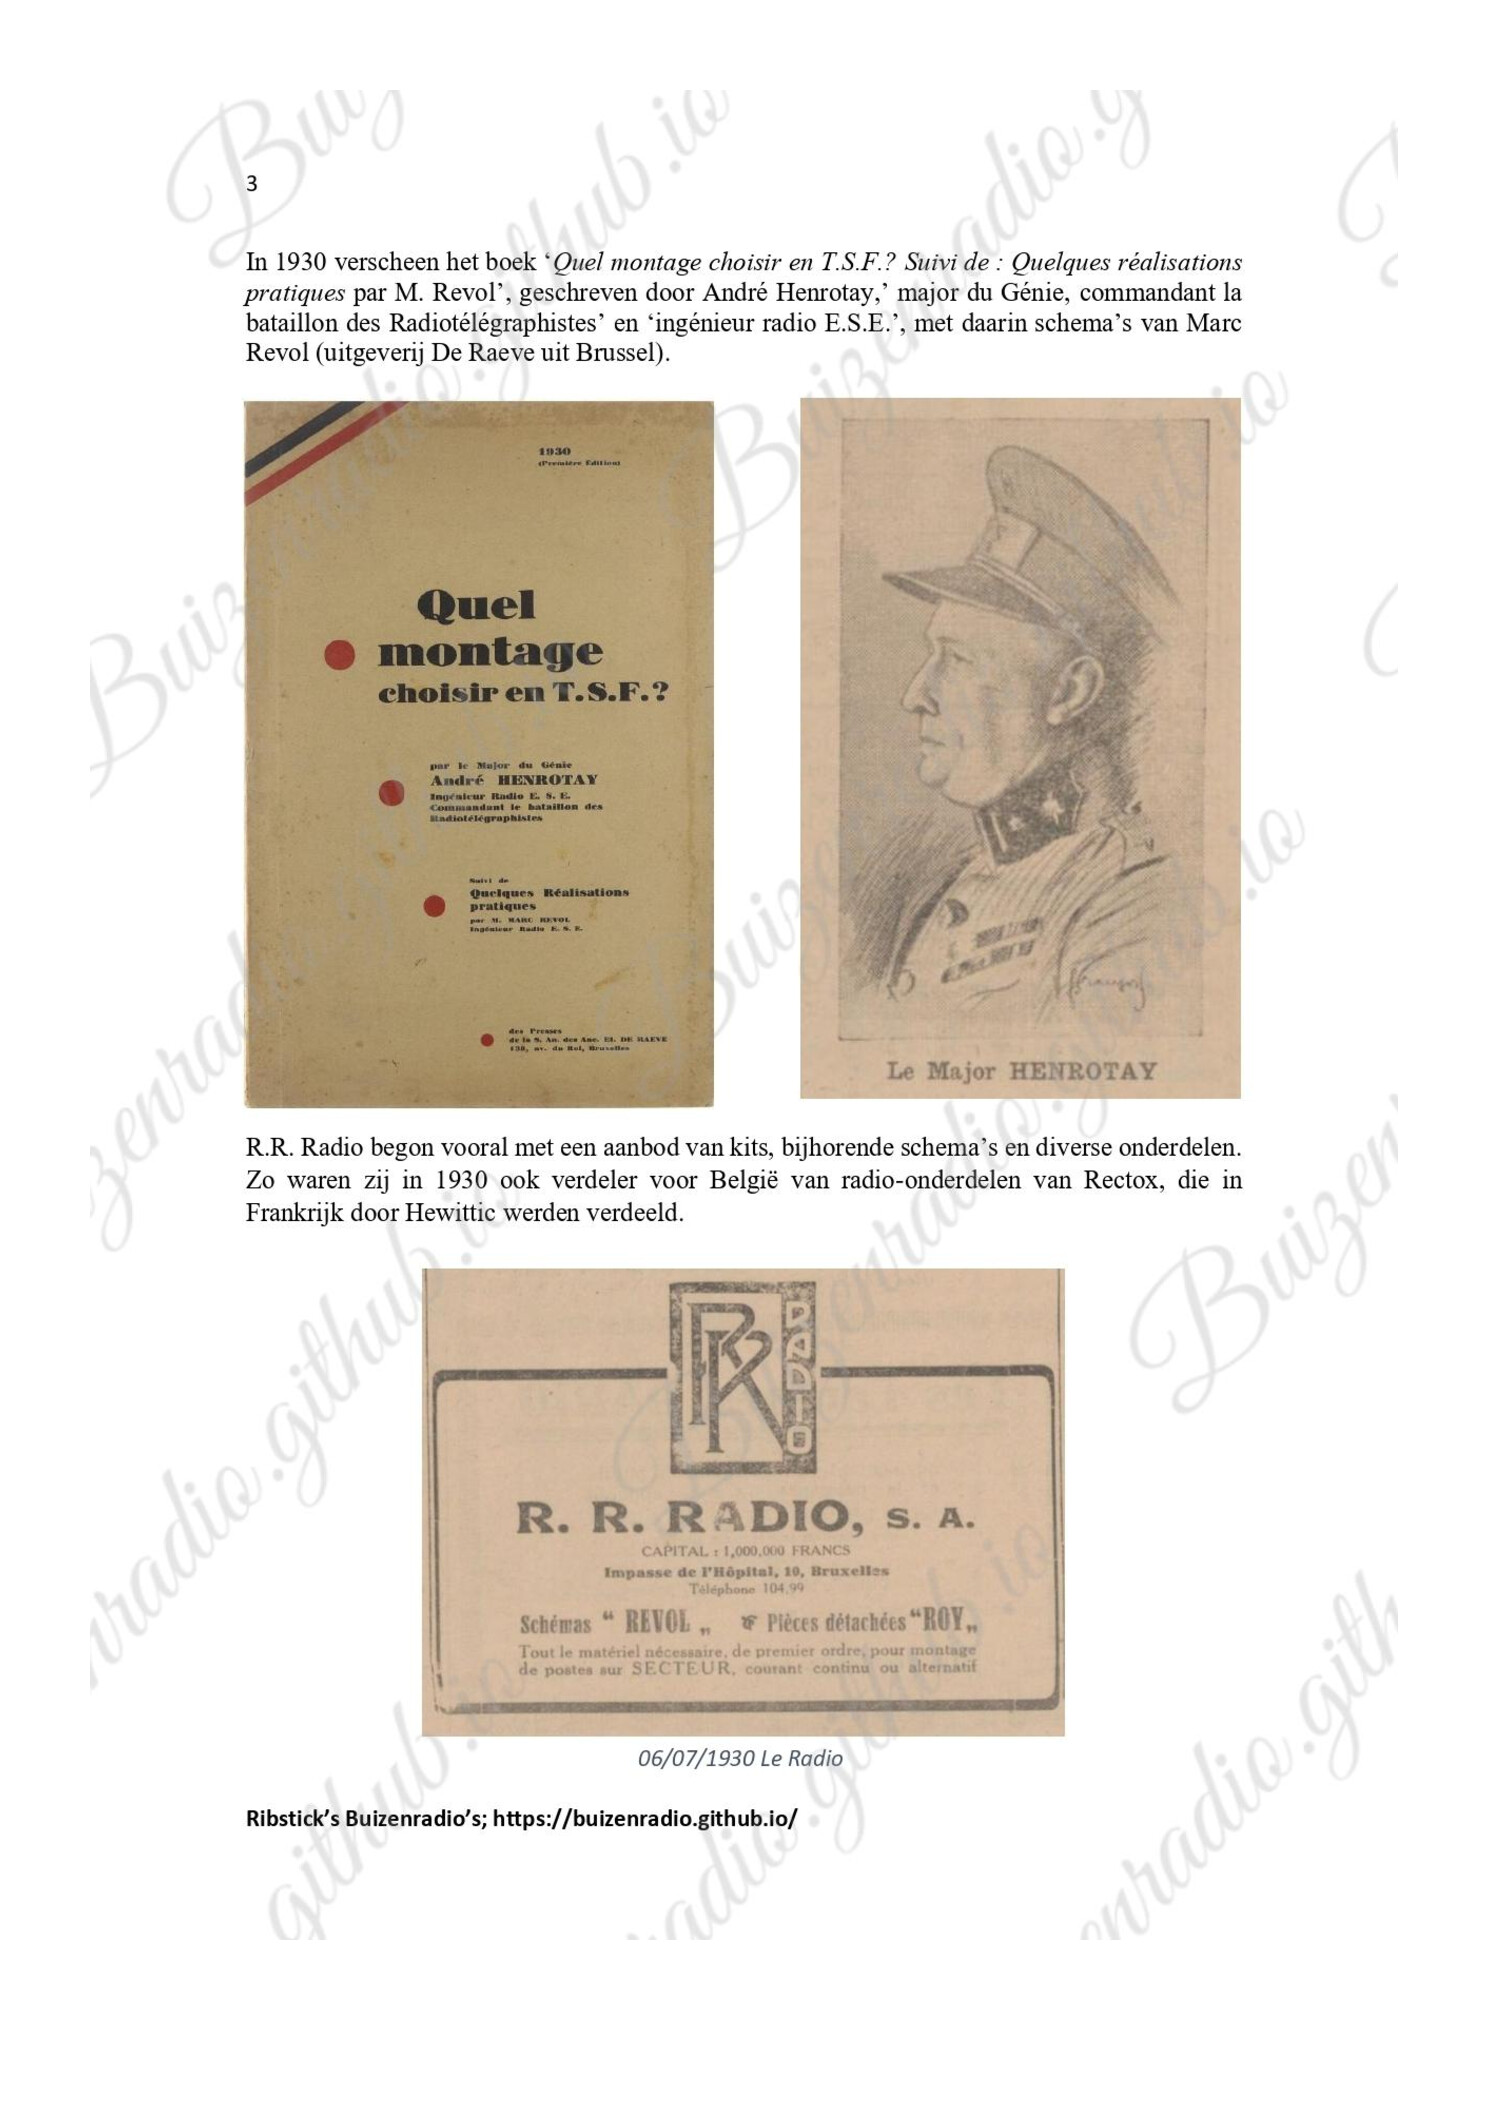 3
In 1930 verscheen het boek ‘Quel montage choisir en T.S.F.? Suivi de : Quelques réalisations
pratiques par M. Revol’, geschreven door André Henrotay,’ major du Génie, commandant la
bataillon des Radiotélégraphistes’ en ‘ingénieur radio E.S.E.’, met daarin schema’s van Marc
Revol (uitgeverij De Raeve uit Brussel).
1930
(Première Edition)
Quel
montage
choisir en T.S.F.?
par le Major du Génie
André HENROTAY
Ingénieur Radio E. S. E.
Commandant le bataillon des
Radiotélégraphistes
Suivi de
Quelques Réalisations
pratiques
par M. MARC REVOL
Ingénieur Radio E. S. E.
des Presses
de la S. An. des Anc. Et. DE RAEVE
138, av. du Roi, Bruxelles
Le Major HENROTAY
R.R. Radio begon vooral met een aanbod van kits, bijhorende schema’s en diverse onderdelen.
Zo waren zij in 1930 ook verdeler voor België van radio-onderdelen van Rectox, die in
Frankrijk door Hewittic werden verdeeld.
RR RADIO
R. R. RADIO, S. A.
CAPITAL : 1,000,000 FRANCS
Impasse de l'Hôpital, 10, Bruxelles
Téléphone 104,99
Schémas “ REVOL „ Pièces détachées “ROY„
Tout le matériel nécessaire, de premier ordre, pour montage
de postes sur SECTEUR, courant continu ou alternatif
06/07/1930 Le Radio
Ribstick’s Buizenradio’s; https://buizenradio.github.io/
Buizenradio.github.io